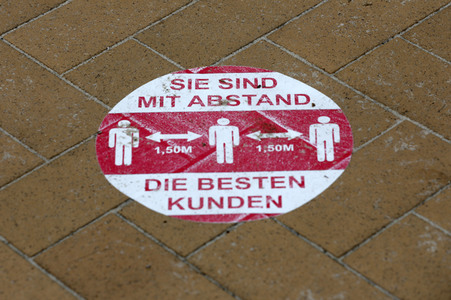 SIE SIND
MIT ABSTAND
1,50M 1,50M
DIE BESTEN
KUNDEN